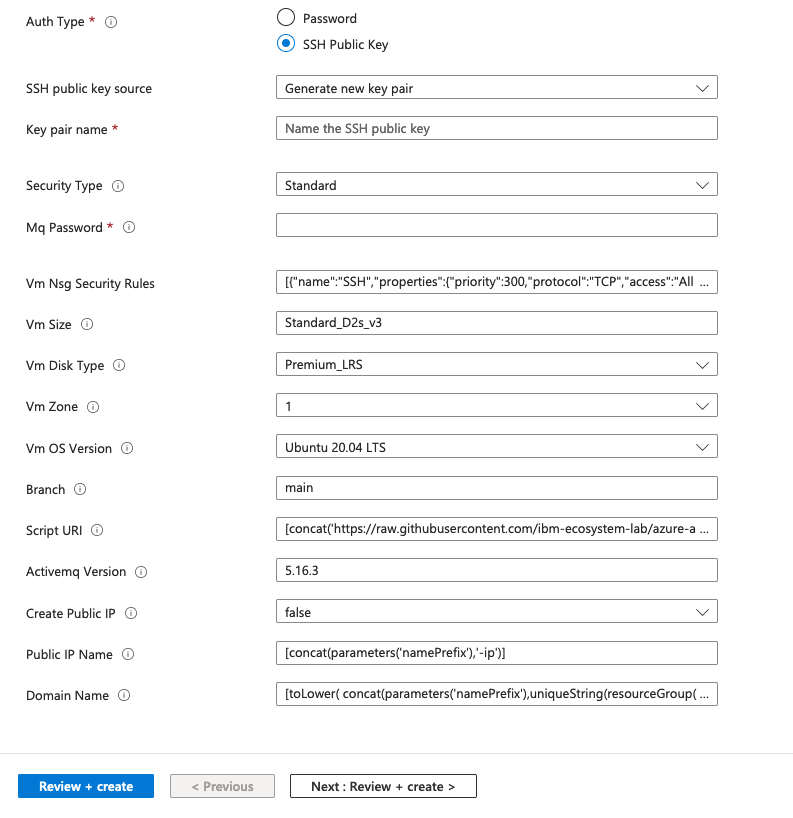 Auth Type *
Password
SSH Public Key
SSH public key source
Generate new key pair
Key pair name *
Name the SSH public key
Security Type
Standard
Mq Password *
Vm Nsg Security Rules
[{"name":"SSH","properties":{"priority":300,"protocol":"TCP","access":"All ...
Vm Size
Standard_D2s_v3
Vm Disk Type
Premium_LRS
Vm Zone
1
Vm OS Version
Ubuntu 20.04 LTS
Branch
main
Script URI
[concat('https://raw.githubusercontent.com/ibm-ecosystem-lab/azure-a ...
Activemq Version
5.16.3
Create Public IP
false
Public IP Name
[concat(parameters('namePrefix'),'-ip')]
Domain Name
[toLower( concat(parameters('namePrefix'),uniqueString(resourceGroup( ...
Review + create
< Previous
Next : Review + create >